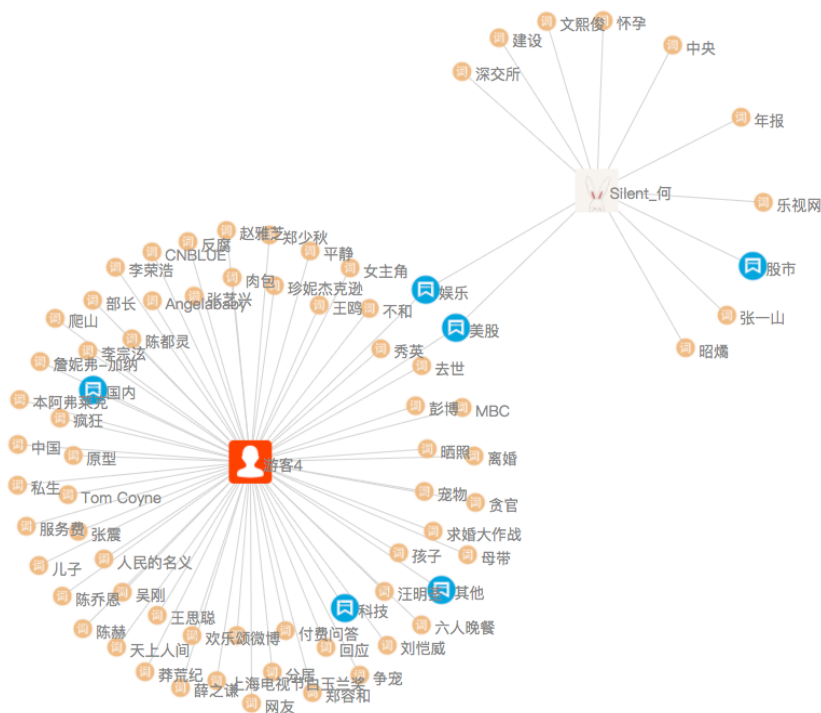 文熙俊
怀孕
建设
中央
深交所
年报
Silent_何
乐视网
股市
张一山
昭燏
娱乐
美股
赵雅芝
郑少秋
反腐
平静
CNBLUE
女主角
李荣浩
肉包
珍妮杰克逊
部长
Angelababy
张艺兴
王鸥
不和
爬山
陈都灵
秀英
李宗泫
去世
詹妮弗-加纳
国内
本阿弗莱克
彭博
MBC
疯狂
中国
原型
晒照
离婚
游客4
私生
Tom Coyne
宠物
贪官
服务费
张震
求婚大作战
母带
儿子
人民的名义
孩子
陈乔恩
吴刚
其他
科技
王思聪
陈赫
六人晚餐
天上人间
欢乐颂
微博
付费问答
回应
刘恺威
莽荒纪
分居
争宠
薛之谦
上海电视节白玉兰奖
郑容和
网友